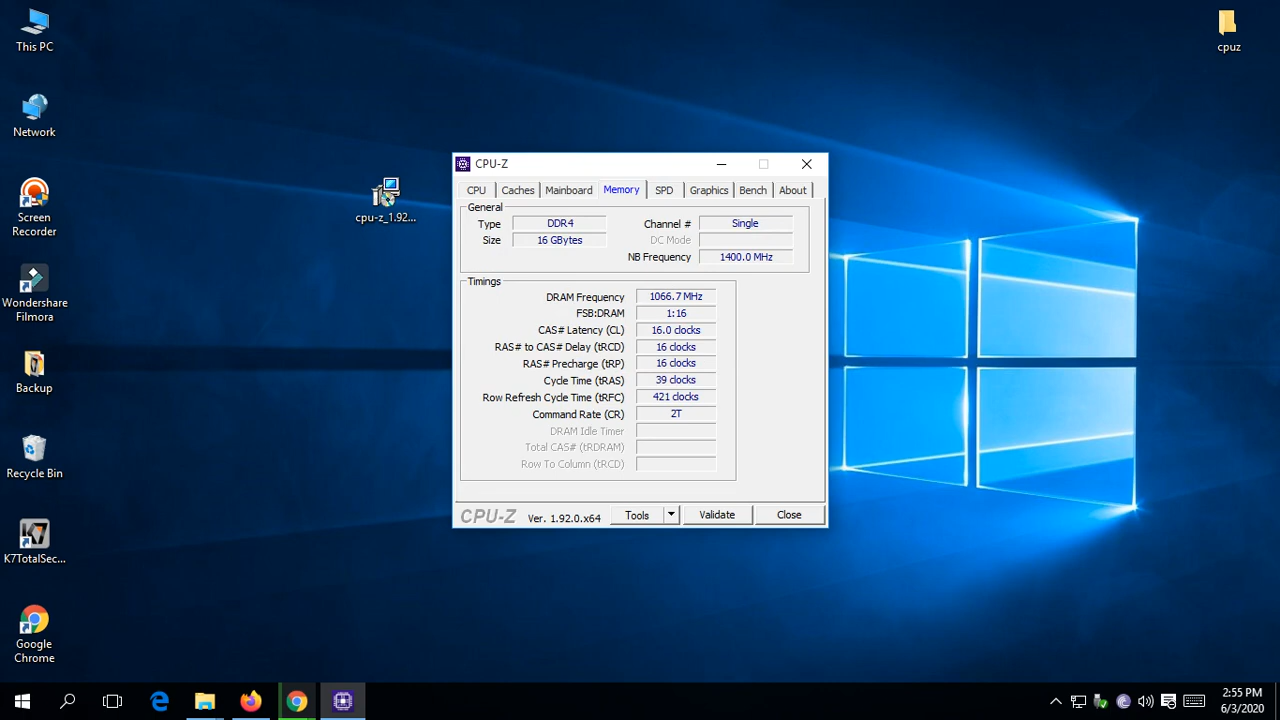 This PC
Network
Screen
Recorder
Wondershare
Filmora
Backup
Recycle Bin
K7TotalSec...
Google
Chrome
cpu-z_1.92...
cpuz
CPU-Z
CPU Caches Mainboard Memory SPD Graphics Bench About
General
Type DDR4 Channel # Single
Size 16 GBytes DC Mode
NB Frequency 1400.0 MHz
Timings
DRAM Frequency 1066.7 MHz
FSB:DRAM 1:16
CAS# Latency (CL) 16.0 clocks
RAS# to CAS# Delay (tRCD) 16 clocks
RAS# Precharge (tRP) 16 clocks
Cycle Time (tRAS) 39 clocks
Row Refresh Cycle Time (tRFC) 421 clocks
Command Rate (CR) 2T
DRAM Idle Timer
Total CAS# (tRDRAM)
Row To Column (tRCD)
CPU-Z Ver. 1.92.0.x64 Tools Validate Close
2:55 PM
6/3/2020